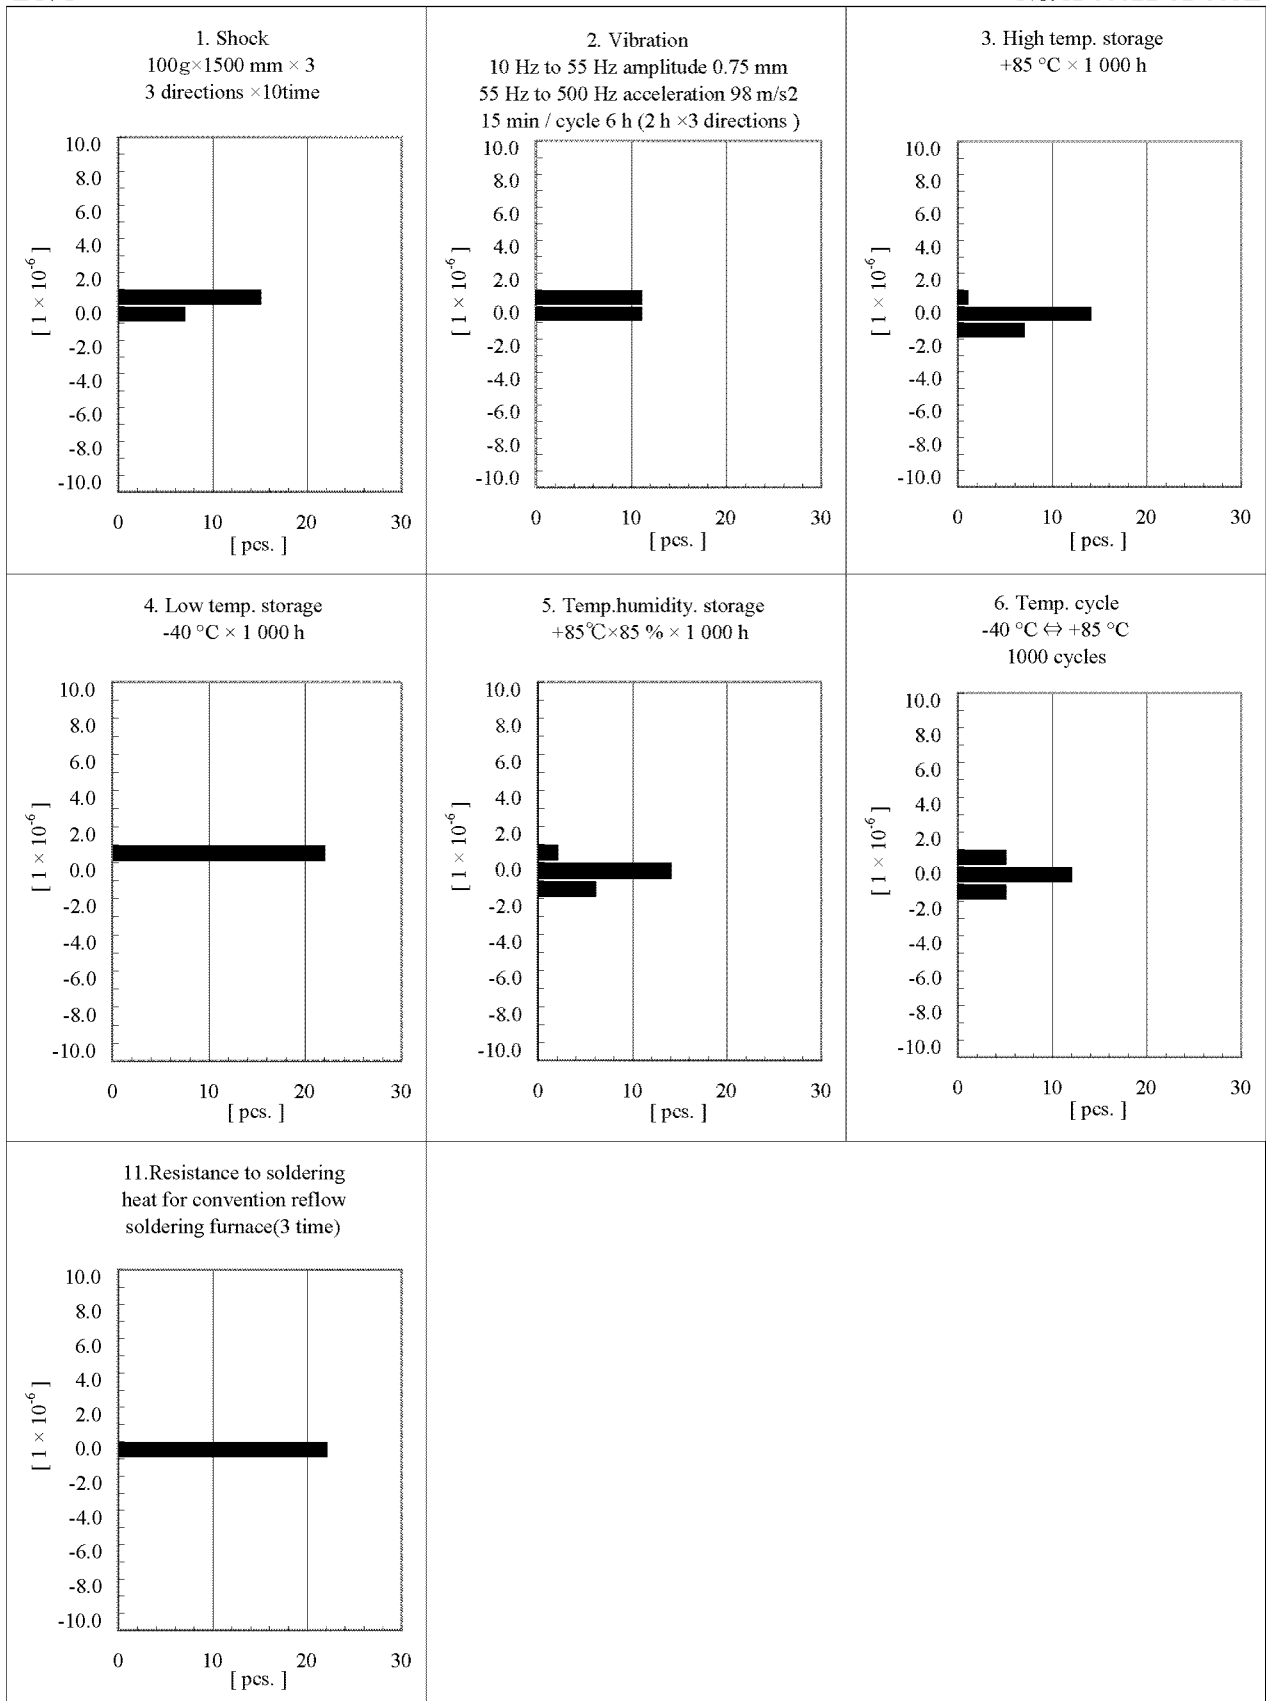 1. Shock
100g×1500 mm × 3
3 directions ×10time
10.0
8.0
6.0
4.0
2.0
0.0
-2.0
-4.0
-6.0
-8.0
-10.0
[ 1 × 10-6 ]
0 10 20 30
[ pcs. ]
2. Vibration
10 Hz to 55 Hz amplitude 0.75 mm
55 Hz to 500 Hz acceleration 98 m/s2
15 min / cycle 6 h (2 h ×3 directions )
10.0
8.0
6.0
4.0
2.0
0.0
-2.0
-4.0
-6.0
-8.0
-10.0
[ 1 × 10-6 ]
0 10 20 30
[ pcs. ]
3. High temp. storage
+85 °C × 1 000 h
10.0
8.0
6.0
4.0
2.0
0.0
-2.0
-4.0
-6.0
-8.0
-10.0
[ 1 × 10-6 ]
0 10 20 30
[ pcs. ]
4. Low temp. storage
-40 °C × 1 000 h
10.0
8.0
6.0
4.0
2.0
0.0
-2.0
-4.0
-6.0
-8.0
-10.0
[ 1 × 10-6 ]
0 10 20 30
[ pcs. ]
5. Temp.humidity. storage
+85℃×85 % × 1 000 h
10.0
8.0
6.0
4.0
2.0
0.0
-2.0
-4.0
-6.0
-8.0
-10.0
[ 1 × 10-6 ]
0 10 20 30
[ pcs. ]
6. Temp. cycle
-40 °C ⇔ +85 °C
1000 cycles
10.0
8.0
6.0
4.0
2.0
0.0
-2.0
-4.0
-6.0
-8.0
-10.0
[ 1 × 10-6 ]
0 10 20 30
[ pcs. ]
11.Resistance to soldering
heat for convention reflow
soldering furnace(3 time)
10.0
8.0
6.0
4.0
2.0
0.0
-2.0
-4.0
-6.0
-8.0
-10.0
[ 1 × 10-6 ]
0 10 20 30
[ pcs. ]